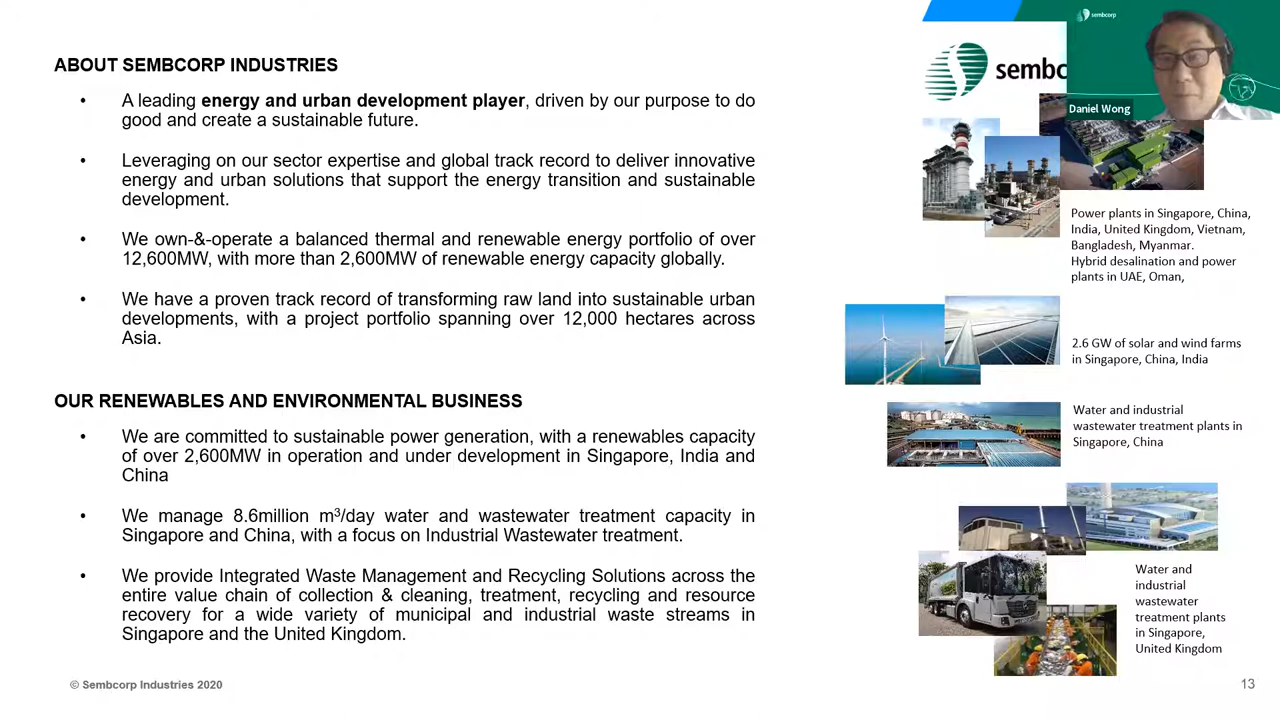 ABOUT SEMBCORP INDUSTRIES
• A leading energy and urban development player, driven by our purpose to do
good and create a sustainable future.
• Leveraging on our sector expertise and global track record to deliver innovative
energy and urban solutions that support the energy transition and sustainable
development.
• We own-&-operate a balanced thermal and renewable energy portfolio of over
12,600MW, with more than 2,600MW of renewable energy capacity globally.
• We have a proven track record of transforming raw land into sustainable urban
developments, with a project portfolio spanning over 12,000 hectares across
Asia.
OUR RENEWABLES AND ENVIRONMENTAL BUSINESS
• We are committed to sustainable power generation, with a renewables capacity
of over 2,600MW in operation and under development in Singapore, India and
China
• We manage 8.6million m³/day water and wastewater treatment capacity in
Singapore and China, with a focus on Industrial Wastewater treatment.
• We provide Integrated Waste Management and Recycling Solutions across the
entire value chain of collection & cleaning, treatment, recycling and resource
recovery for a wide variety of municipal and industrial waste streams in
Singapore and the United Kingdom.
© Sembcorp Industries 2020
sembc
sembcorp
Daniel Wong
Power plants in Singapore, China,
India, United Kingdom, Vietnam,
Bangladesh, Myanmar.
Hybrid desalination and power
plants in UAE, Oman,
2.6 GW of solar and wind farms
in Singapore, China, India
Water and industrial
wastewater treatment plants in
Singapore, China
Water and
industrial
wastewater
treatment plants
in Singapore,
United Kingdom
13